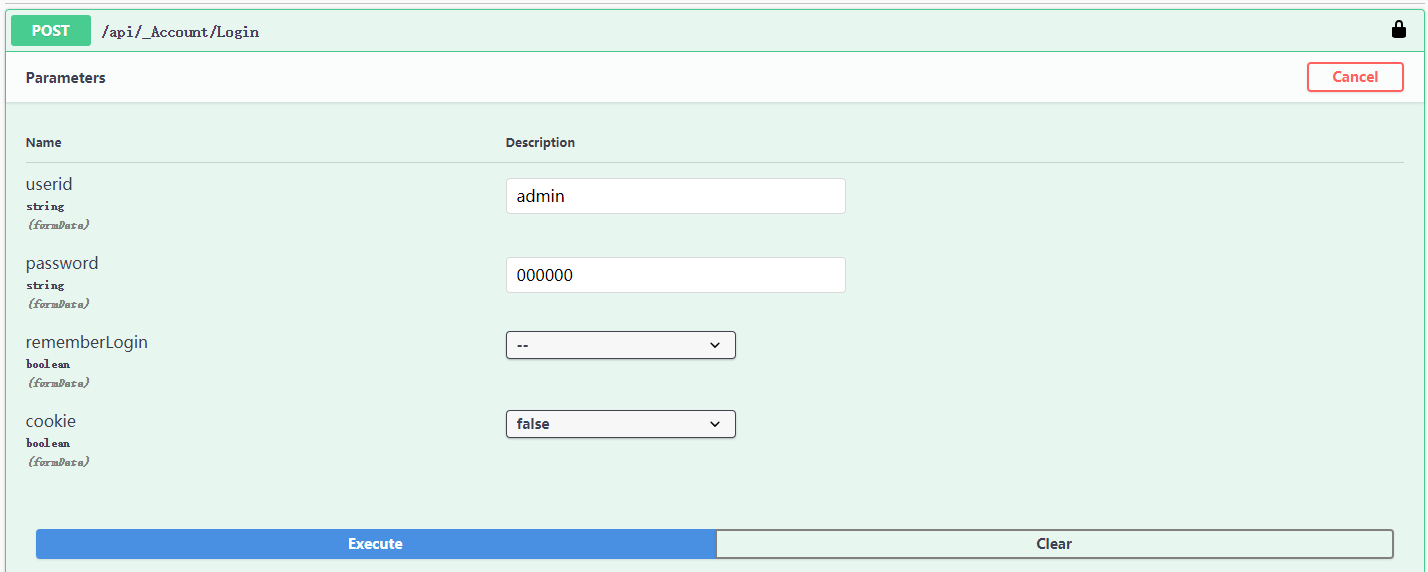 POST /api/_Account/Login
Parameters Cancel
Name Description
userid admin
string
(formData)
password 000000
string
(formData)
rememberLogin --
boolean
(formData)
cookie false
boolean
(formData)
Execute Clear